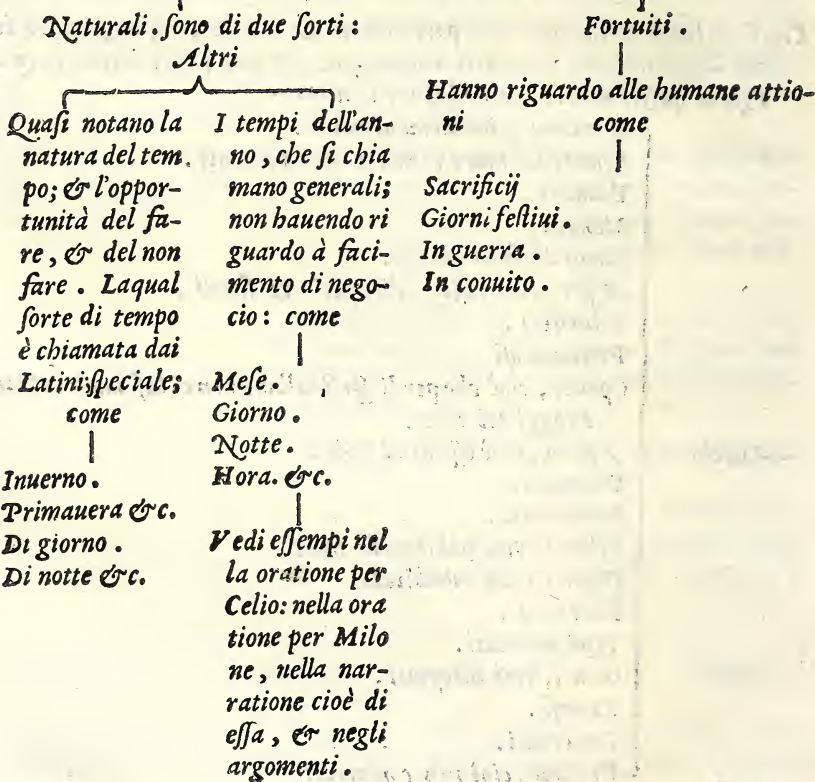 Naturali. sono di due sorti:
Altri
Quasi notano la
natura del tem.
po; & l'oppor-
tunità del fa-
re, & del non
fare. Laqual
sorte di tempo
è chiamata dai
Latini speciale;
come
Inuerno.
Primauera &c.
Di giorno.
Di notte &c.
I tempi dell'an-
no, che si chia
mano generali;
non hauendo ri
guardo à faci-
mento di nego-
cio: come
Mese.
Giorno.
Notte.
Hora. &c.
Vedi essempi nel
la oratione per
Celio: nella ora
tione per Milo
ne, nella nar-
ratione cioè di
essa, & negli
argomenti.
Fortuiti.
Hanno riguardo alle humane attio-
ni come
Sacrificij
Giorni festiui.
In guerra.
In conuito.